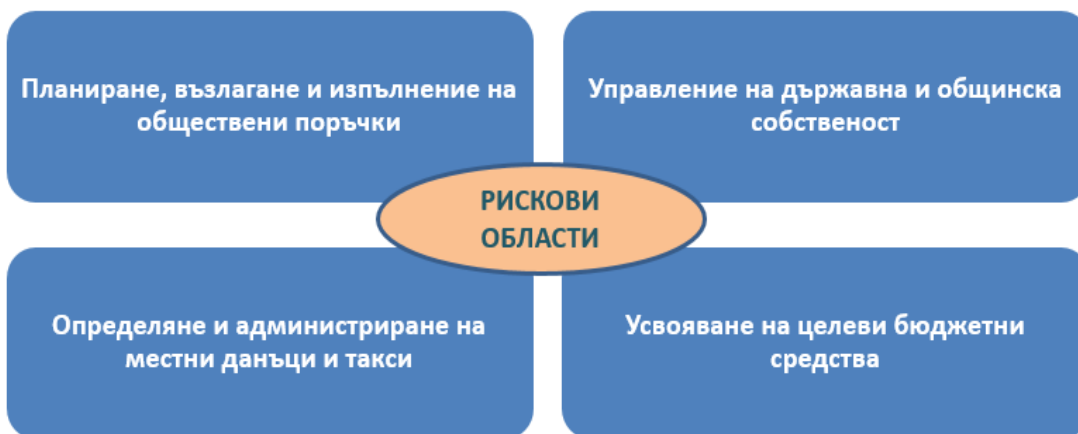 Планиране, възлагане и изпълнение на
обществени поръчки
Управление на държавна и общинска
собственост
РИСКОВИ
ОБЛАСТИ
Определяне и администриране на
местни данъци и такси
Усвояване на целеви бюджетни
средства